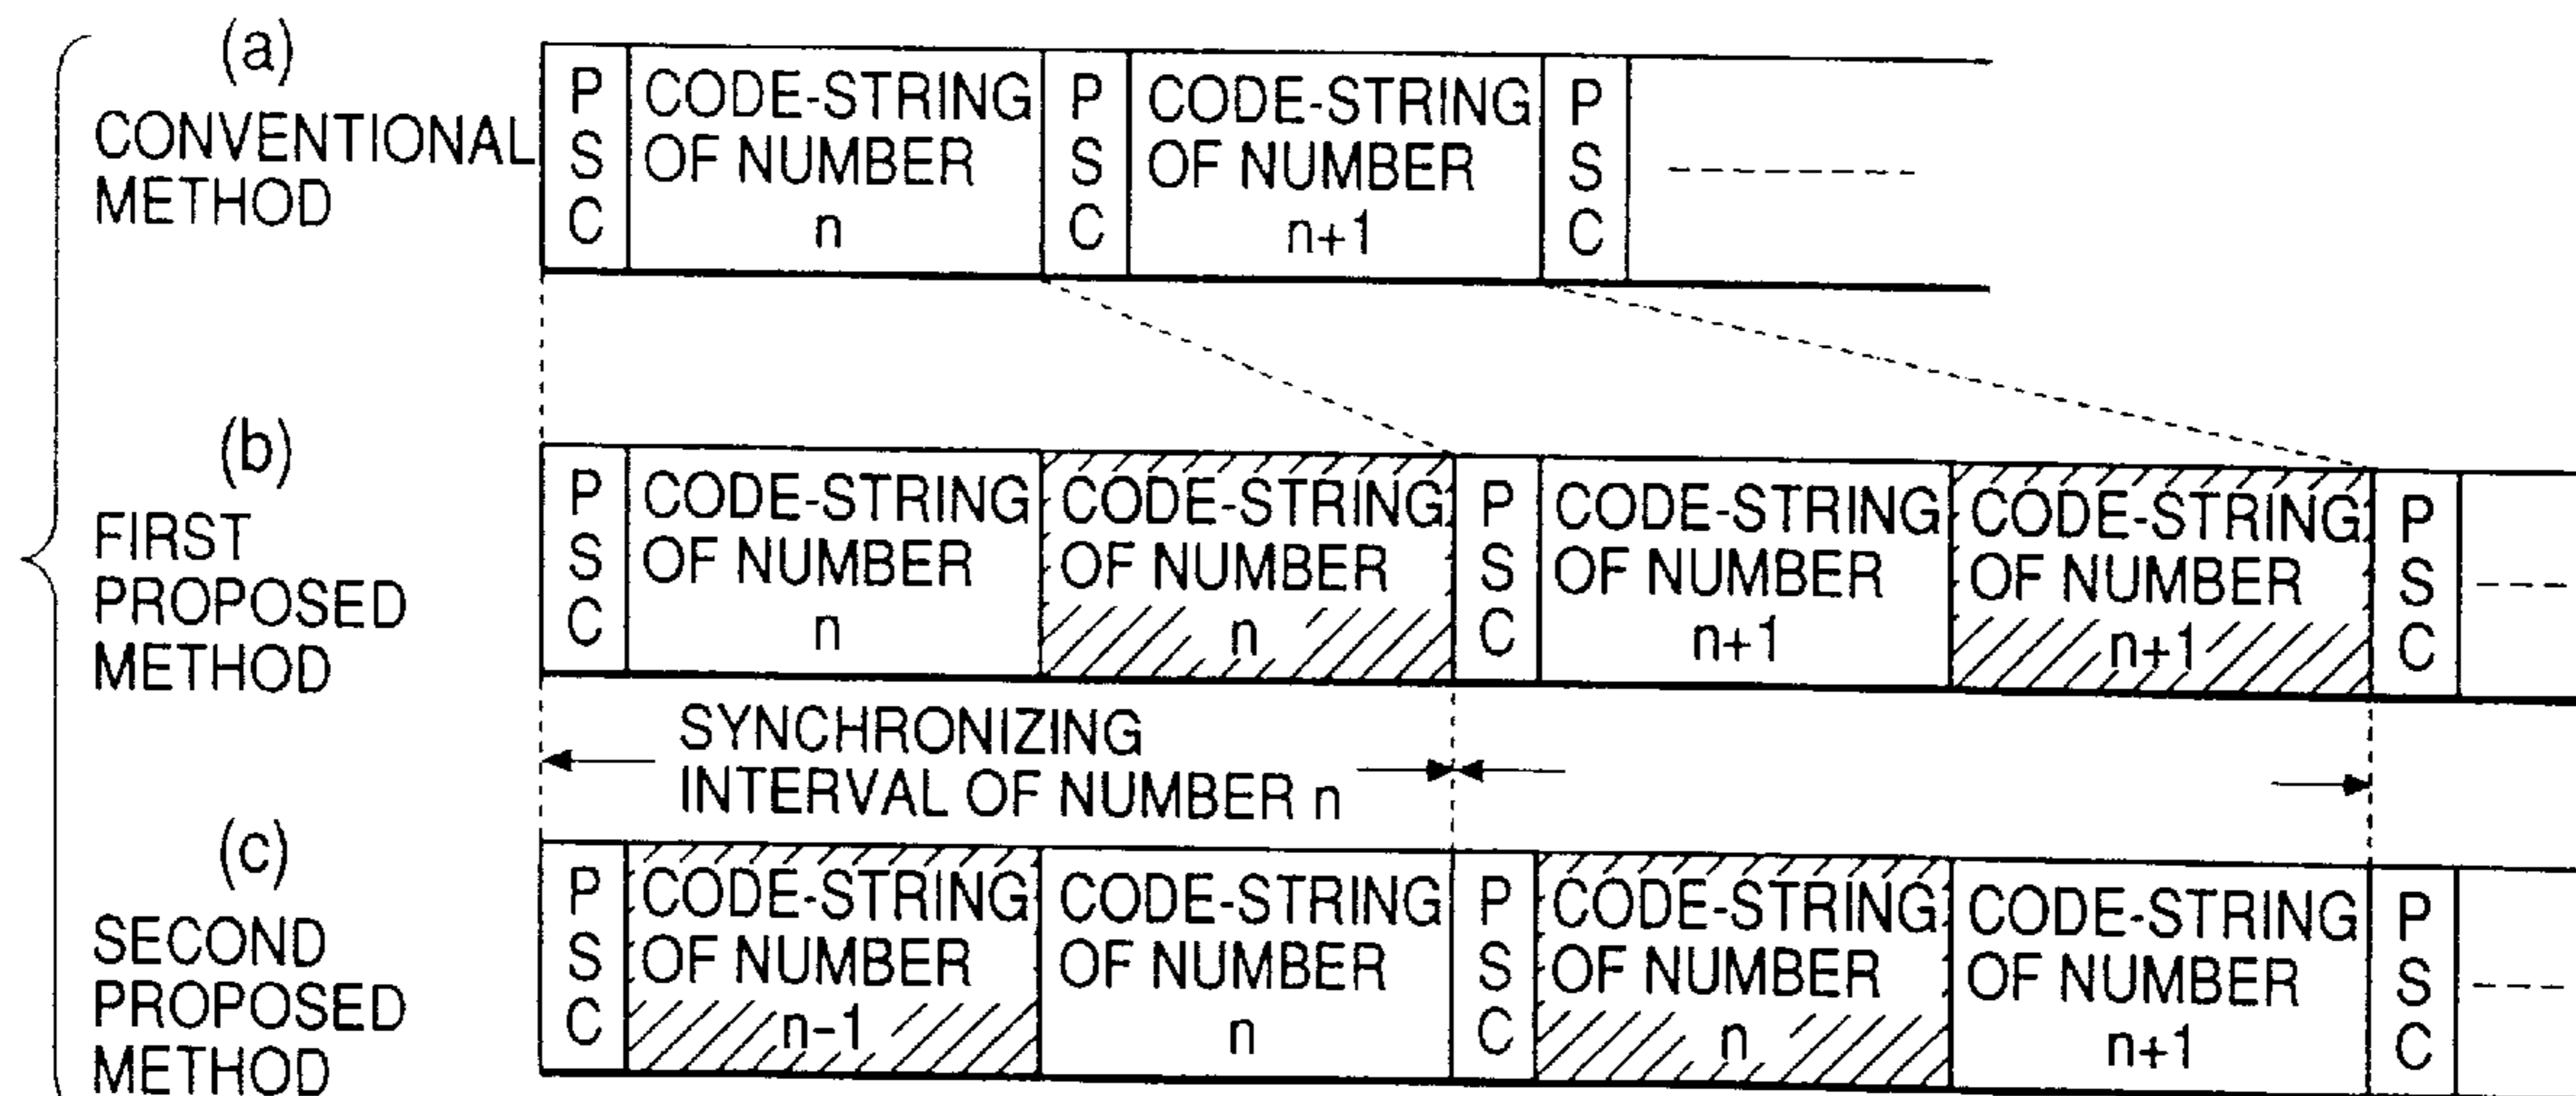 (a)
CONVENTIONAL
METHOD
P
S
C
CODE-STRING
OF NUMBER
n
P
S
C
CODE-STRING
OF NUMBER
n+1
P
S
C
(b)
FIRST
PROPOSED
METHOD
P
S
C
CODE-STRING
OF NUMBER
n
CODE-STRING
OF NUMBER
n
P
S
C
CODE-STRING
OF NUMBER
n+1
CODE-STRING
OF NUMBER
n+1
P
S
C
SYNCHRONIZING
INTERVAL OF NUMBER n
(c)
SECOND
PROPOSED
METHOD
P
S
C
CODE-STRING
OF NUMBER
n-1
CODE-STRING
OF NUMBER
n
P
S
C
CODE-STRING
OF NUMBER
n
CODE-STRING
OF NUMBER
n+1
P
S
C